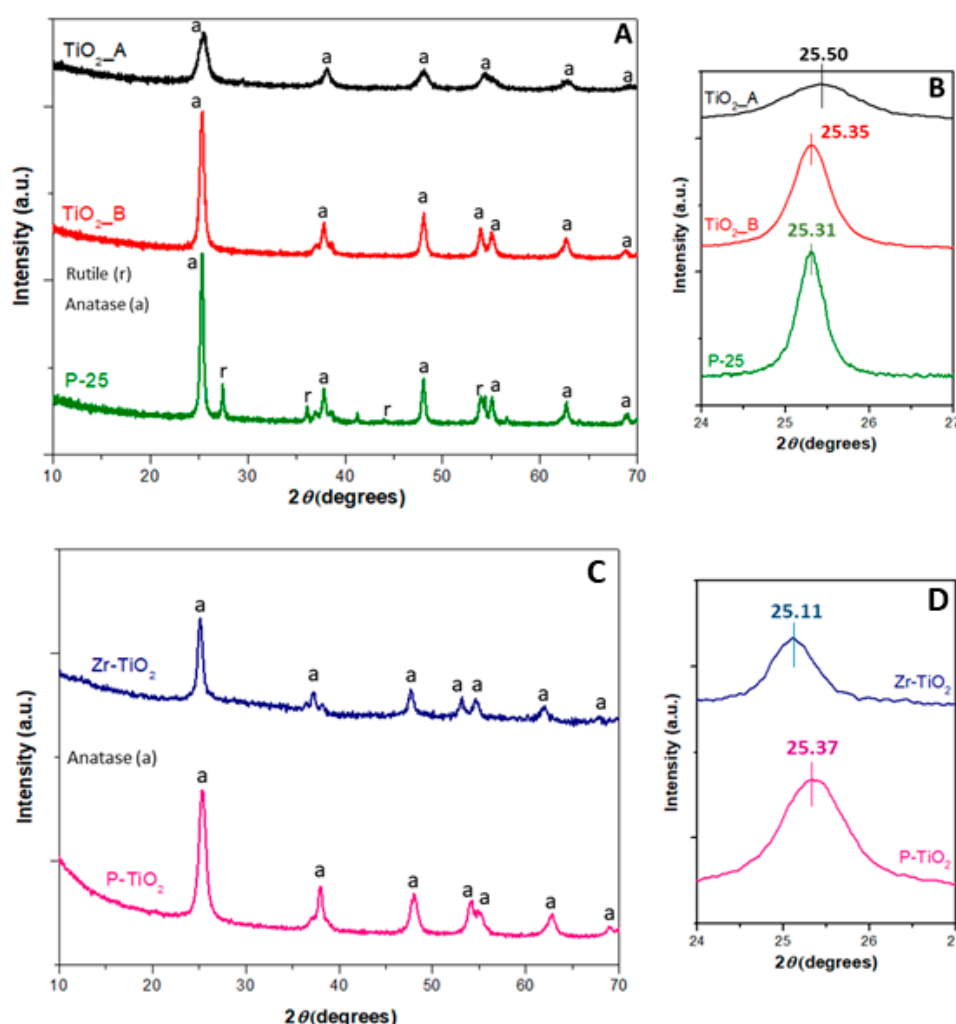 A
TiO2_A
a a a a a a
TiO2_B
a a a a a a a
Rutile (r)
Anatase (a)
P-25
a r r a r a r a a a
Intensity (a.u.)
10 20 30 40 50 60 70
2θ(degrees)
B
25.50
TiO2_A
25.35
TiO2_B
25.31
P-25
Intensity (a.u.)
24 25 26 27
2θ(degrees)
C
Zr-TiO2
a a a a a a a
Anatase (a)
P-TiO2
a a a a a a a
Intensity (a.u.)
10 20 30 40 50 60 70
2θ(degrees)
D
25.11
Zr-TiO2
25.37
P-TiO2
Intensity (a.u.)
24 25 26
2θ(degrees)